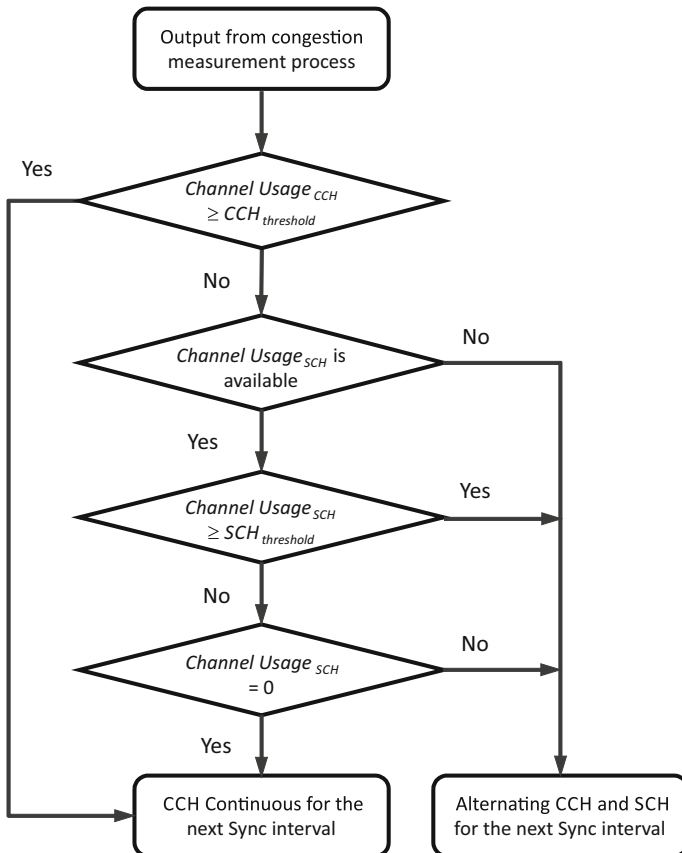 Output from congestion
measurement process
Yes
Channel Usage CCH
≥ CCH threshold
No
Channel Usage SCH is
available
No
Yes
Channel Usage SCH
≥ SCH threshold
Yes
No
Channel Usage SCH
= 0
No
Yes
CCH Continuous for the
next Sync interval
Alternating CCH and SCH
for the next Sync interval